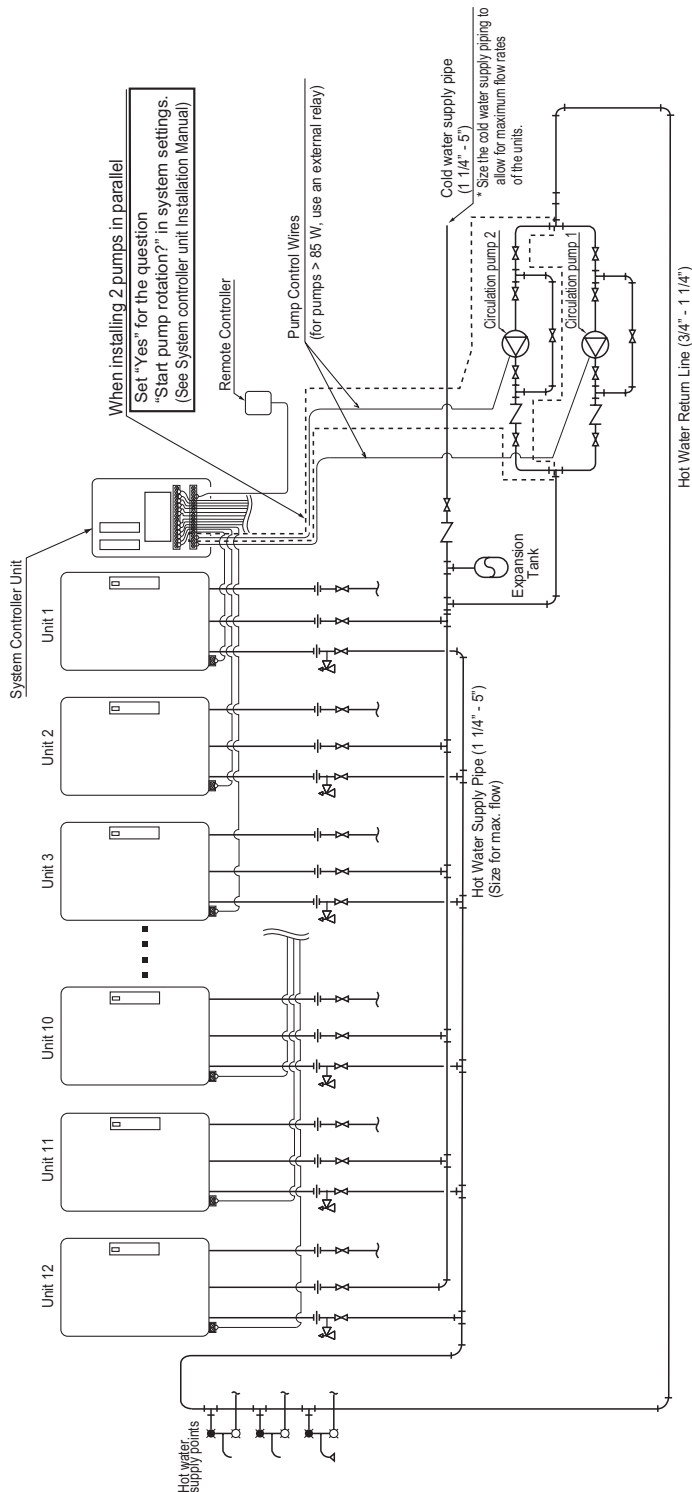 System Controller Unit
When installing 2 pumps in parallel
Set “Yes” for the question
“Start pump rotation?” in system settings.
(See System controller unit Installation Manual)
Remote Controller
Pump Control Wires
(for pumps > 85 W, use an external relay)
Cold water supply pipe
(1 1/4” - 5”)
* Size the cold water supply piping to
allow for maximum flow rates
of the units.
Unit 12
Unit 11
Unit 10
Unit 3
Unit 2
Unit 1
Circulation pump 2
Circulation pump 1
Expansion
Tank
Hot Water Supply Pipe (1 1/4” - 5”)
(Size for max. flow)
Hot water
supply points
Hot Water Return Line (3/4” - 1 1/4”)